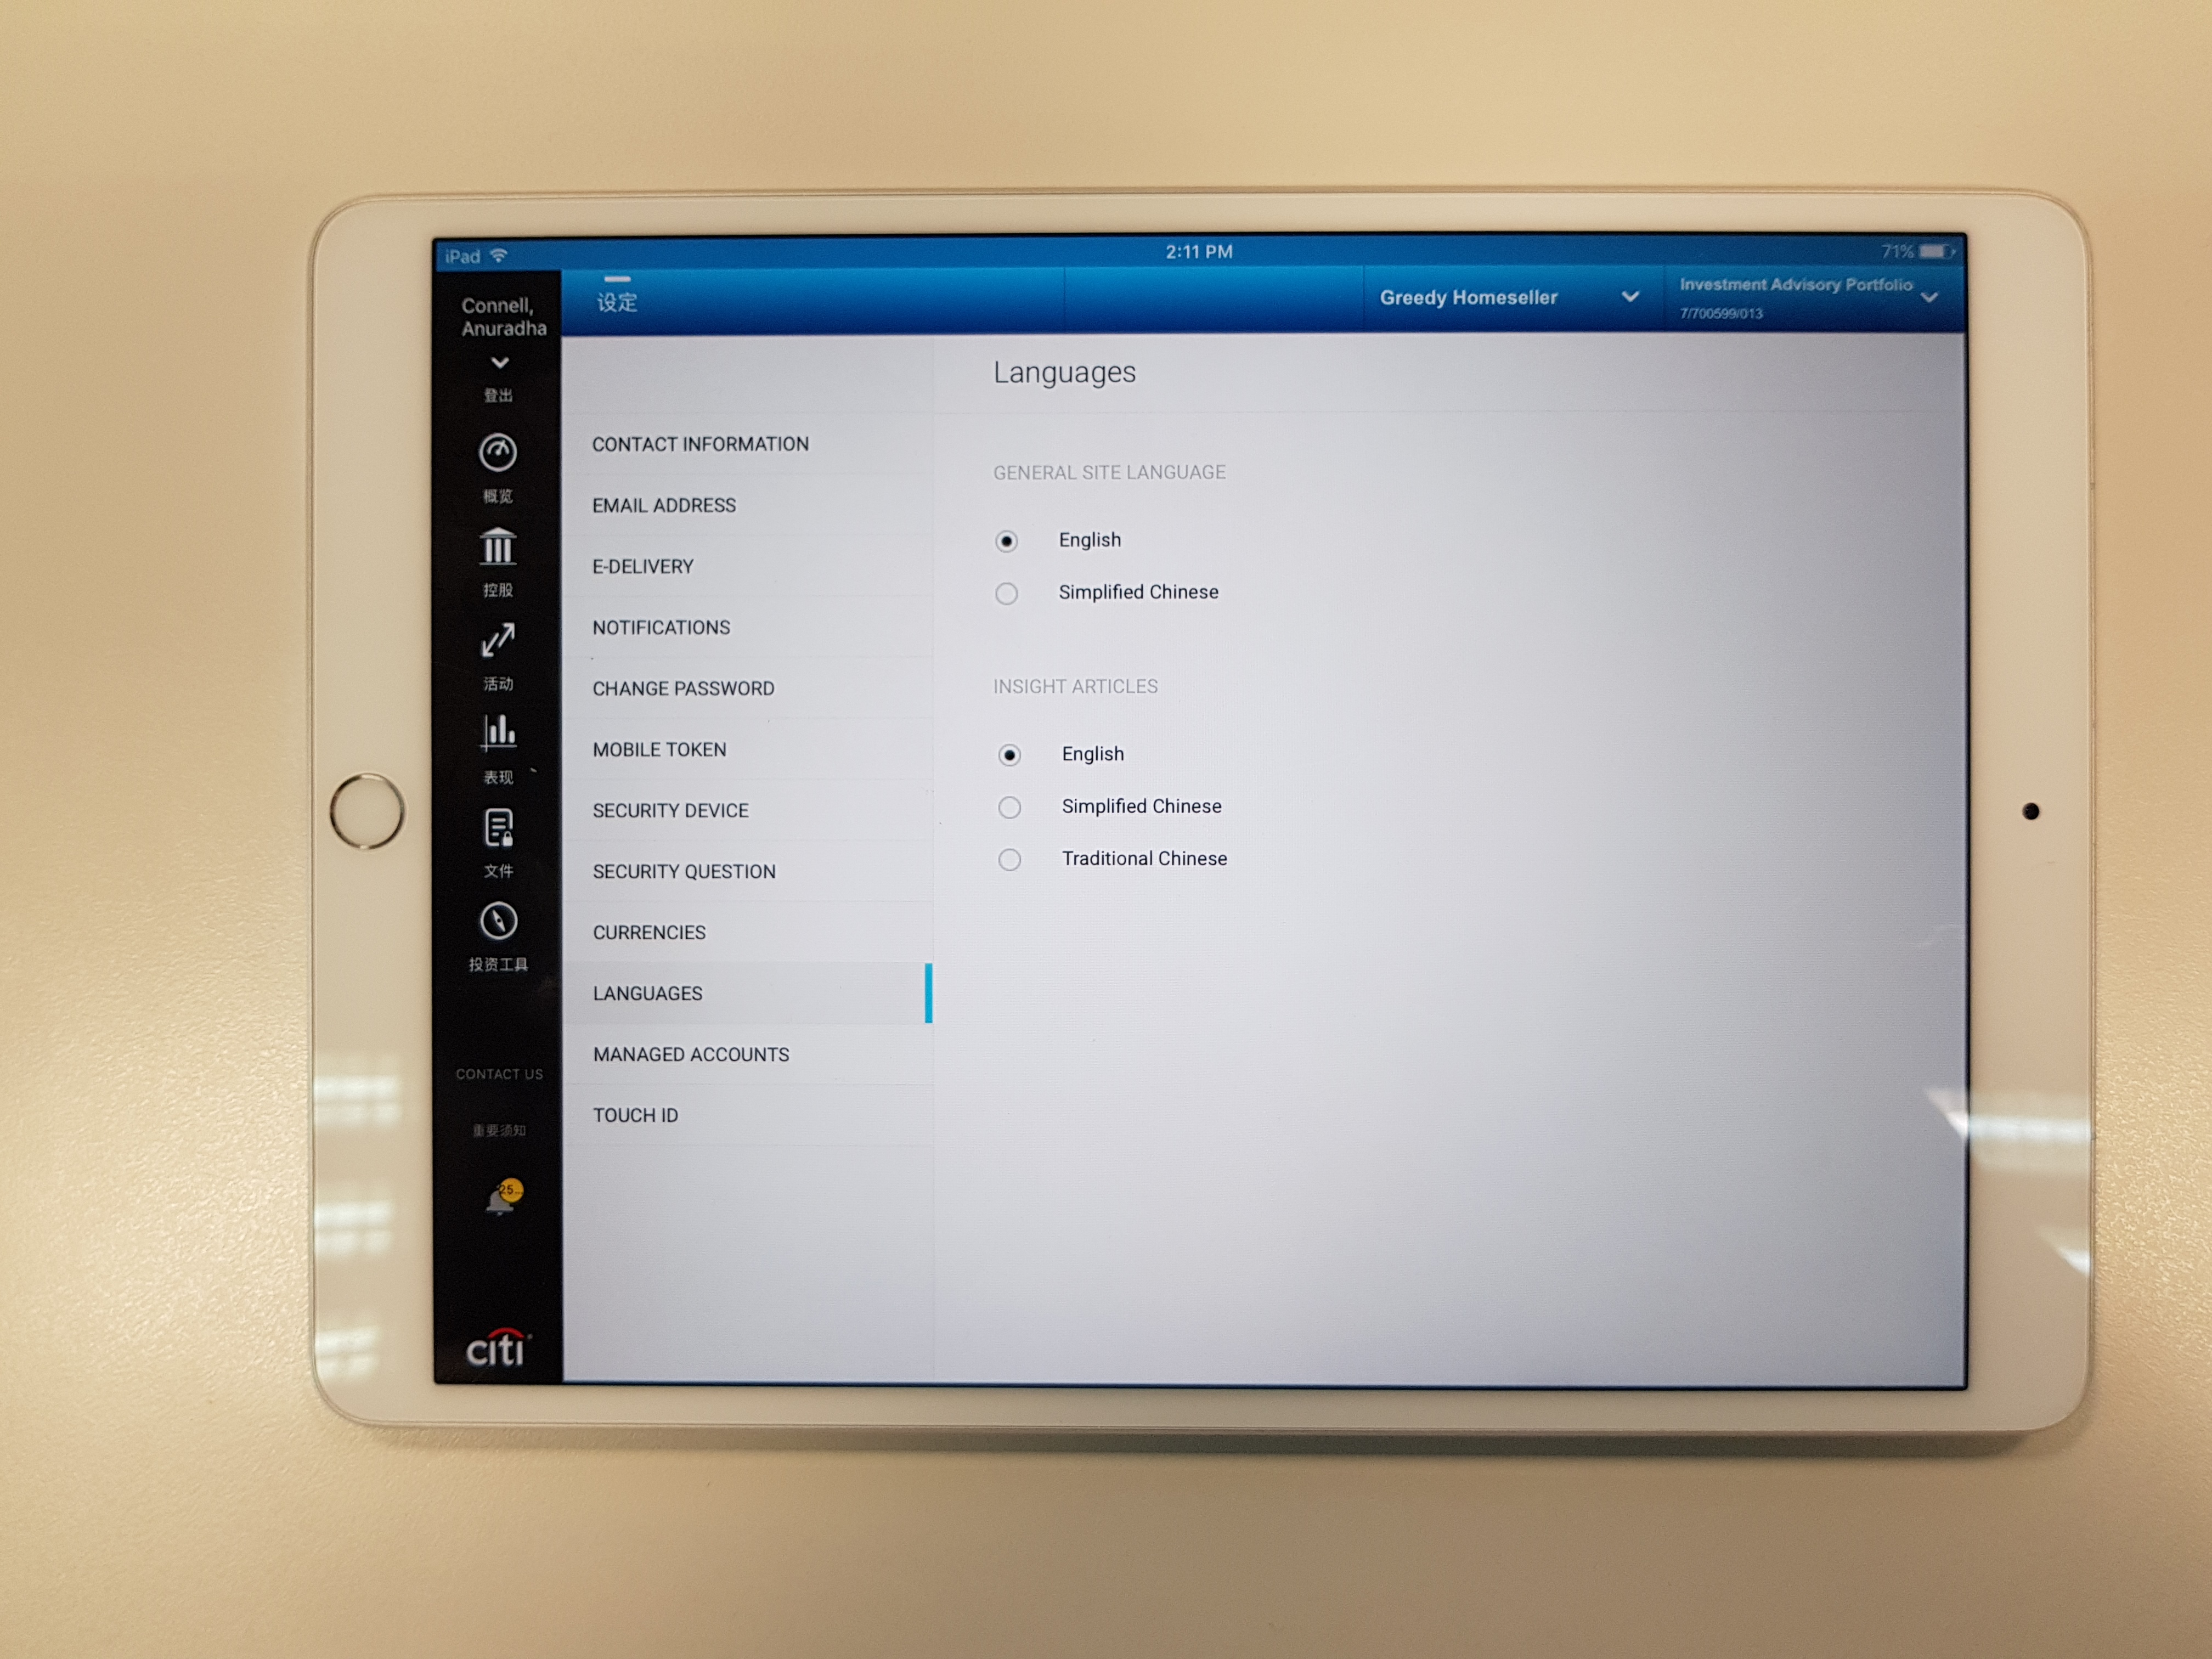 iPad
2:11 PM
71%
Connell,
Anuradha
登出
概览
控股
活动
表现
文件
投资工具
CONTACT US
重要须知
25..
citi
设定
Greedy Homeseller
Investment Advisory Portfolio
7/700599/013
CONTACT INFORMATION
EMAIL ADDRESS
E-DELIVERY
NOTIFICATIONS
CHANGE PASSWORD
MOBILE TOKEN
SECURITY DEVICE
SECURITY QUESTION
CURRENCIES
LANGUAGES
MANAGED ACCOUNTS
TOUCH ID
Languages
GENERAL SITE LANGUAGE
English
Simplified Chinese
INSIGHT ARTICLES
English
Simplified Chinese
Traditional Chinese